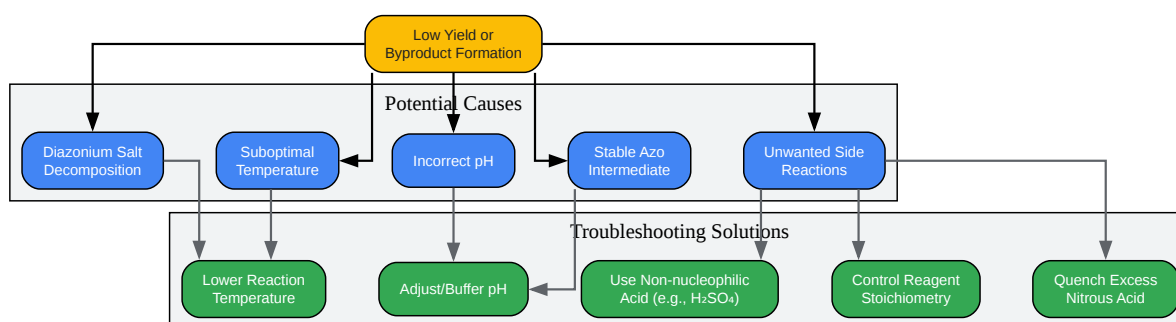 Low Yield or
Byproduct Formation
Potential Causes
Diazonium Salt
Decomposition
Suboptimal
Temperature
Incorrect pH
Stable Azo
Intermediate
Unwanted Side
Reactions
Troubleshooting Solutions
Lower Reaction
Temperature
Adjust/Buffer pH
Use Non-nucleophilic
Acid (e.g., H₂SO₄)
Control Reagent
Stoichiometry
Quench Excess
Nitrous Acid